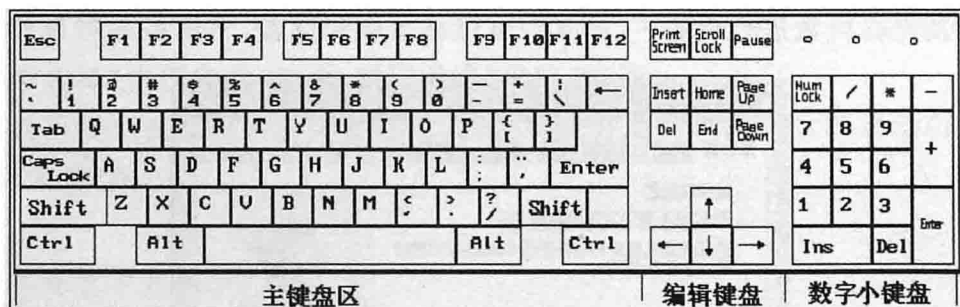 Esc F1 F2 F3 F4 F5 F6 F7 F8 F9 F10 F11 F12 Print Screen Scroll Lock Pause
~ ! @ # $ % ^ & * ( ) — + ¦
` 1 2 3 4 5 6 7 8 9 0 - = \ ← Insert Home Page Up Num Lock / * −
Tab Q W E R T Y U I O P { [ } ] Del End Page Down 7 8 9 +
Caps Lock A S D F G H J K L : ; " ' Enter 4 5 6
Shift Z X C V B N M < , > . ? / Shift ↑ 1 2 3 Enter
Ctrl Alt Alt Ctrl ← ↓ → Ins Del
主键盘区 编辑键盘 数字小键盘